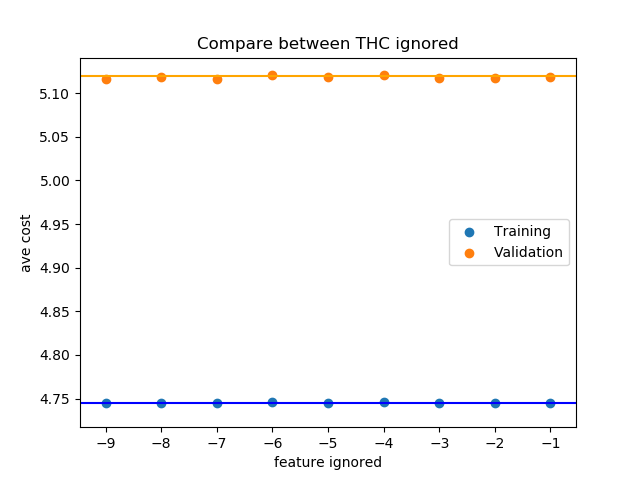 Compare between THC ignored
ave cost
5.10
5.05
5.00
4.95
4.90
4.85
4.80
4.75
Training
Validation
−9 −8 −7 −6 −5 −4 −3 −2 −1
feature ignored